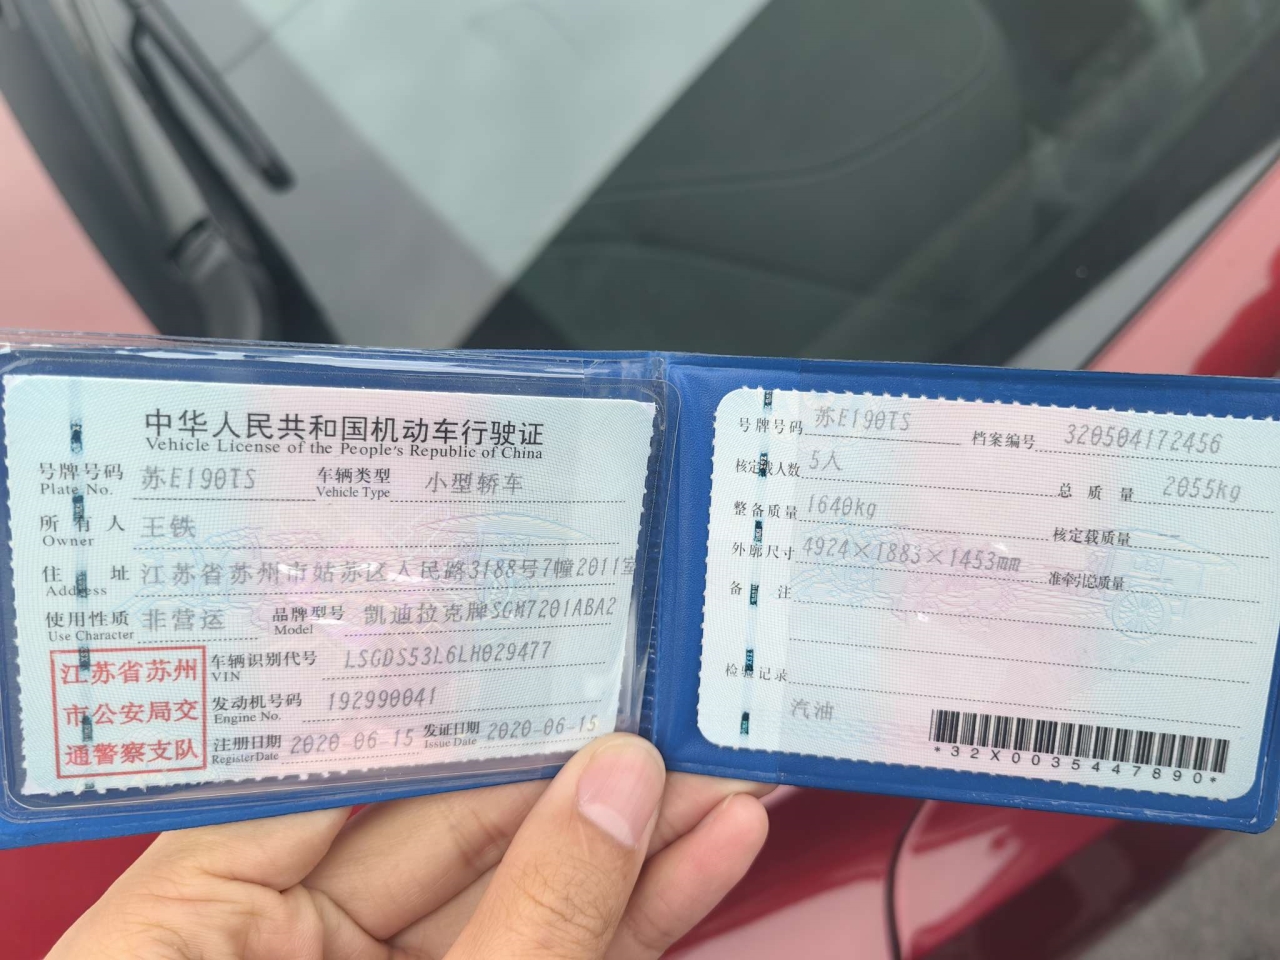 中华人民共和国机动车行驶证
Vehicle License of the People's Republic of China
号牌号码 苏E190TS 车辆类型 小型轿车
Plate No. Vehicle Type
所有人 王铁
Owner
住址 江苏省苏州市姑苏区人民路3188号7幢2011室
Address
使用性质 非营运 品牌型号 凯迪拉克牌SGM7201ABA2
Use Character Model
江苏省苏州
市公安局交
通警察支队
车辆识别代号 LSGDS53L6LH029477
VIN
发动机号码 192990041
Engine No.
注册日期 2020-06-15 发证日期 2020-06-15
Register Date Issue Date
号牌号码 苏E190TS 档案编号 320504172456
核定载人数 5人 总质量 2055kg
整备质量 1640kg 核定载质量 --
外廓尺寸 4924×1883×1453mm 准牵引总质量
备注
检验记录
汽油
*32X0035447890*